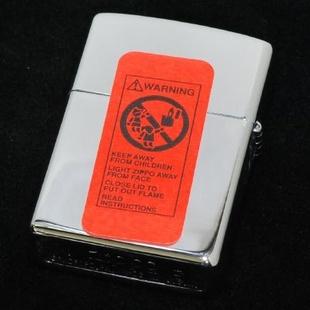 WARNING
KEEP AWAY
FROM CHILDREN
LIGHT ZIPPO AWAY
FROM FACE
CLOSE LID TO
PUT OUT FLAME
READ
INSTRUCTIONS